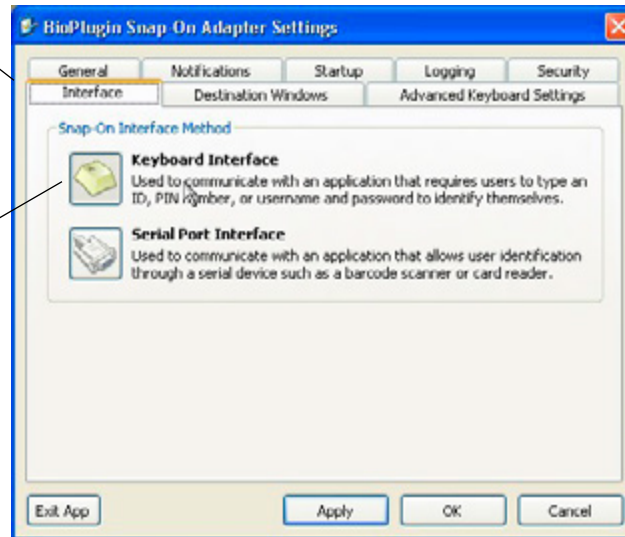 BioPlugin Snap-On Adapter Settings
General Notifications Startup Logging Security
Interface Destination Windows Advanced Keyboard Settings
Snap-On Interface Method
Keyboard Interface
Used to communicate with an application that requires users to type an
ID, PIN number, or username and password to identify themselves.
Serial Port Interface
Used to communicate with an application that allows user identification
through a serial device such as a barcode scanner or card reader.
Exit App Apply OK Cancel